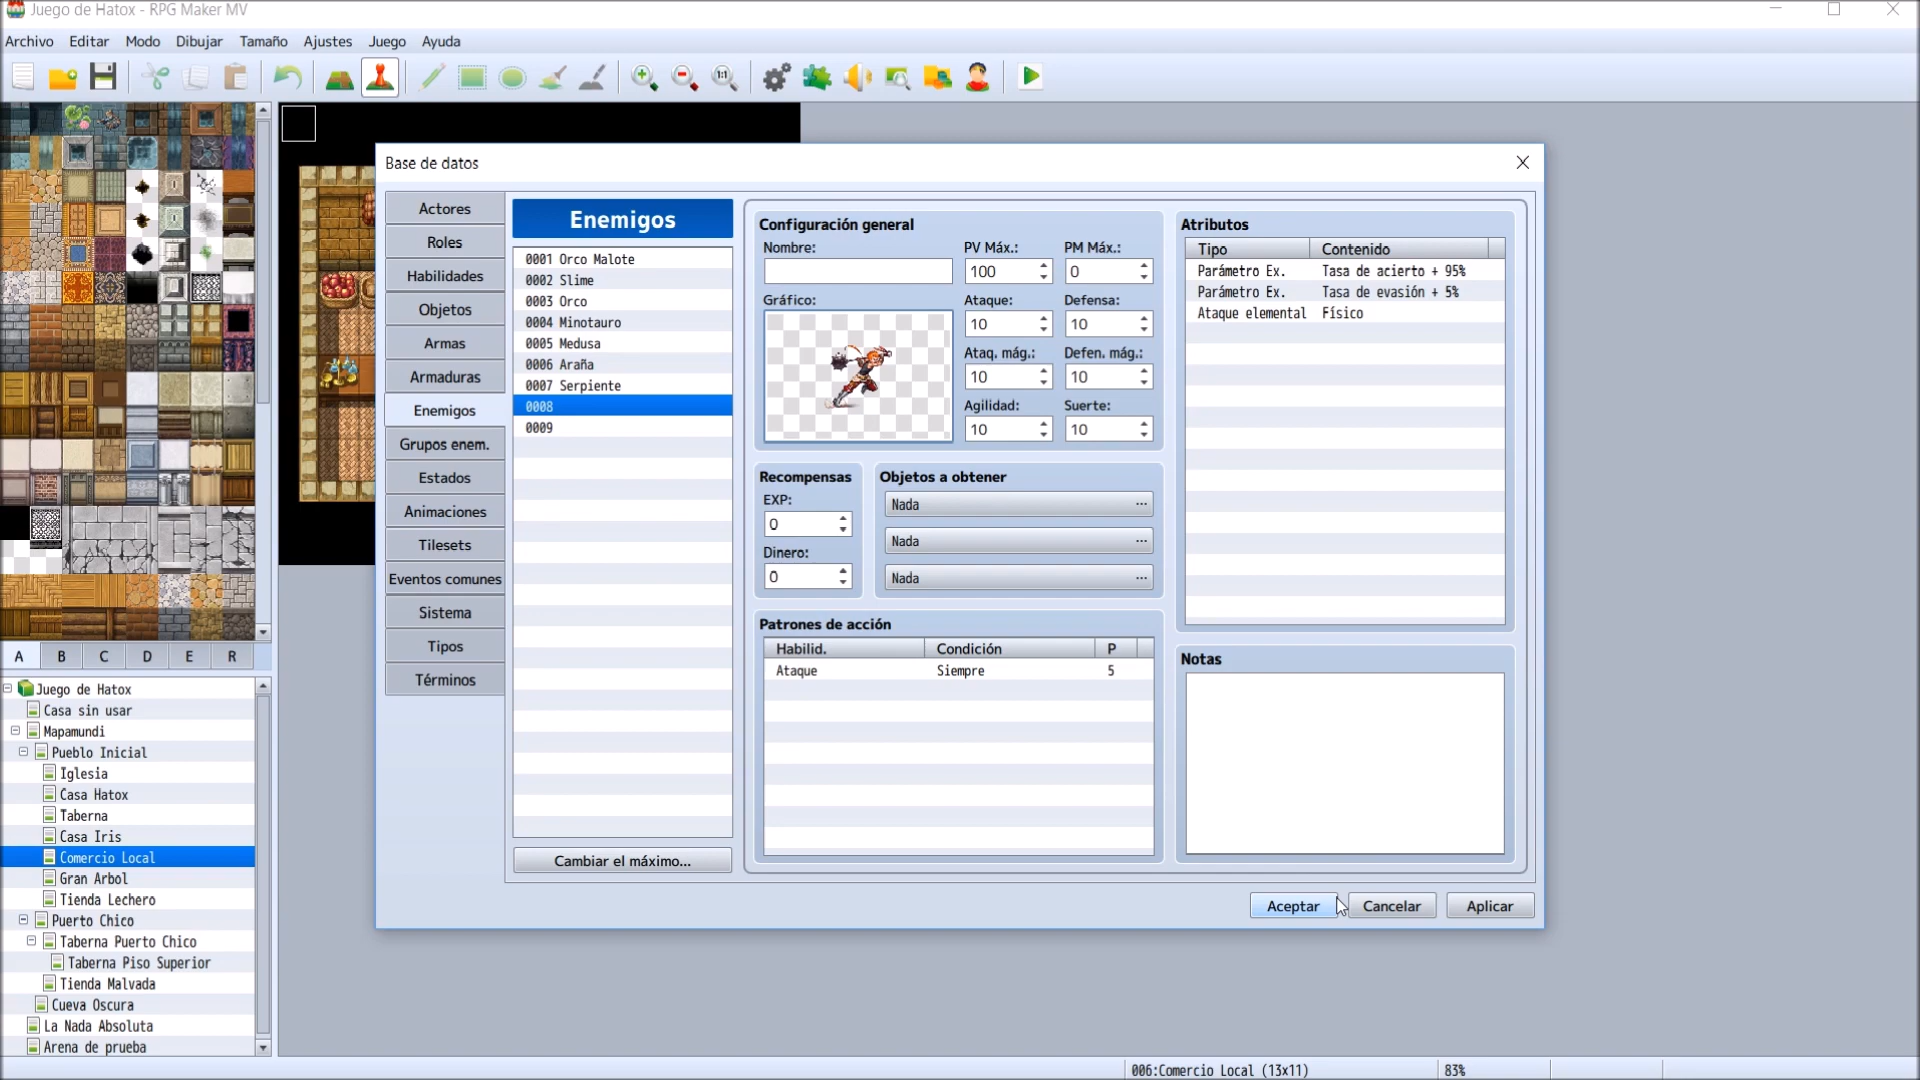 Juego de Hatox - RPG Maker MV
Archivo Editar Modo Dibujar Tamaño Ajustes Juego Ayuda
1:1
Base de datos
Actores
Roles
Habilidades
Objetos
Armas
Armaduras
Enemigos
Grupos enem.
Estados
Animaciones
Tilesets
Eventos comunes
Sistema
Tipos
Términos
Enemigos
0001 Orco Malote
0002 Slime
0003 Orco
0004 Minotauro
0005 Medusa
0006 Araña
0007 Serpiente
0008
0009
Cambiar el máximo...
Configuración general
Nombre: PV Máx.: PM Máx.:
100 0
Gráfico: Ataque: Defensa:
10 10
Ataq. mág.: Defen. mág.:
10 10
Agilidad: Suerte:
10 10
Recompensas
EXP:
0
Dinero:
0
Objetos a obtener
Nada ...
Nada ...
Nada ...
Patrones de acción
Habilid. Condición P
Ataque Siempre 5
Atributos
Tipo Contenido
Parámetro Ex. Tasa de acierto + 95%
Parámetro Ex. Tasa de evasión + 5%
Ataque elemental Físico
Notas
Aceptar Cancelar Aplicar
A B C D E R
Juego de Hatox
Casa sin usar
Mapamundi
Pueblo Inicial
Iglesia
Casa Hatox
Taberna
Casa Iris
Comercio Local
Gran Arbol
Tienda Lechero
Puerto Chico
Taberna Puerto Chico
Taberna Piso Superior
Tienda Malvada
Cueva Oscura
La Nada Absoluta
Arena de prueba
006:Comercio Local (13x11) 83%